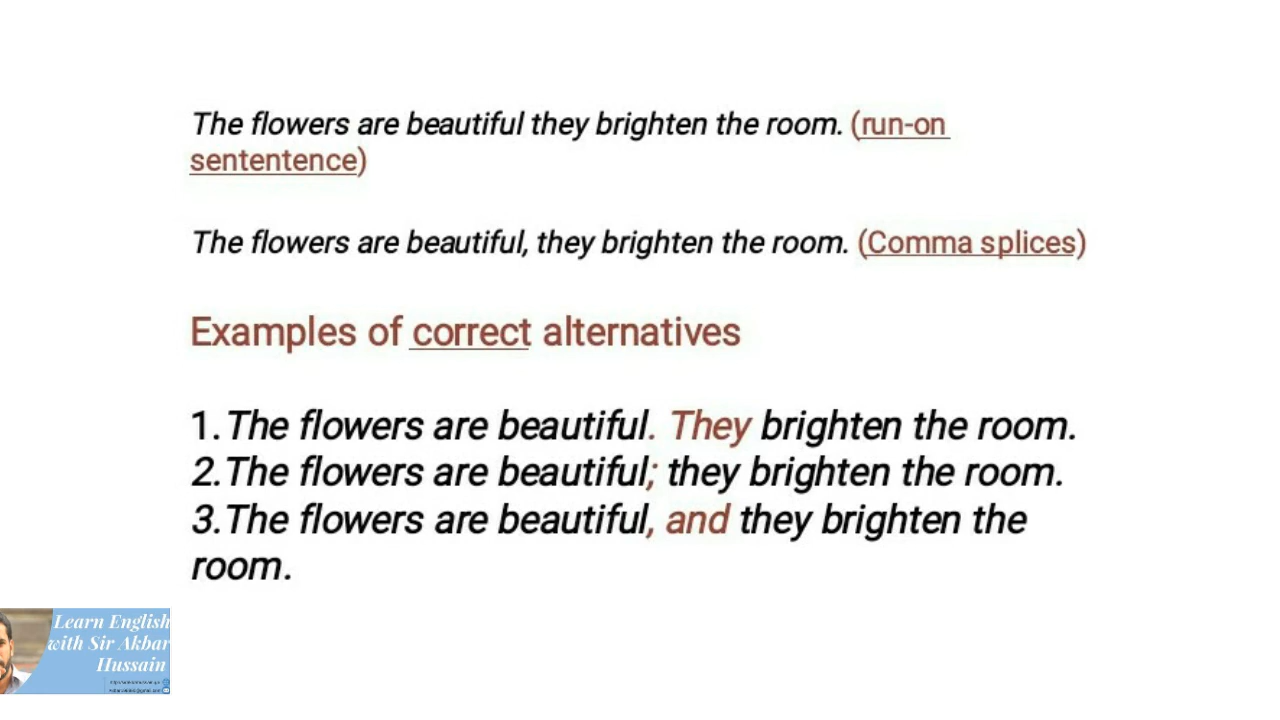 The flowers are beautiful they brighten the room. (run-on
sententence)
The flowers are beautiful, they brighten the room. (Comma splices)
Examples of correct alternatives
1.The flowers are beautiful. They brighten the room.
2.The flowers are beautiful; they brighten the room.
3.The flowers are beautiful, and they brighten the
room.
Learn English
with Sir Akbar
Hussain